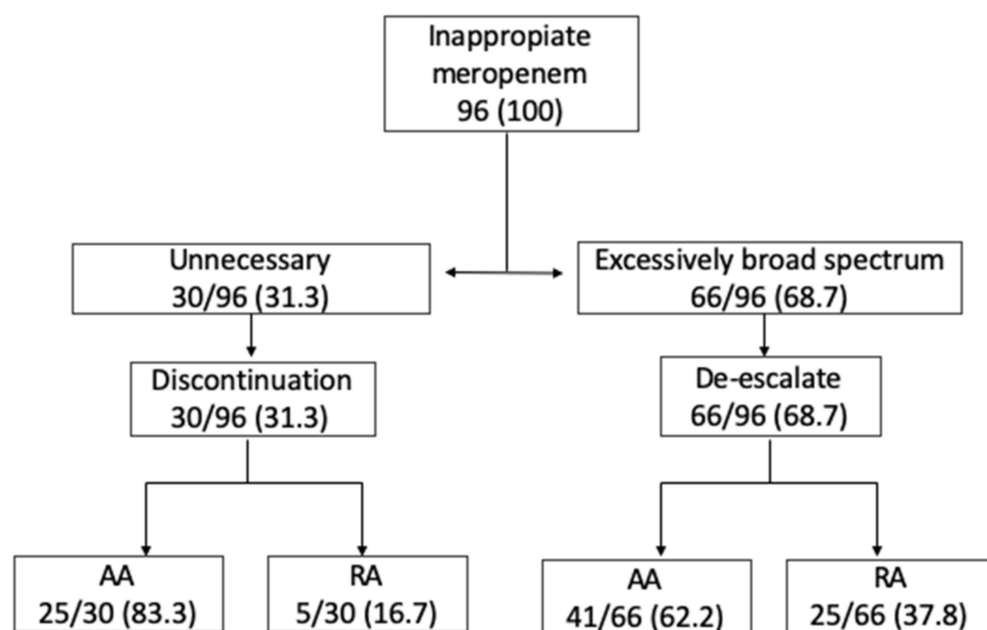 Inappropiate
meropenem
96 (100)
Unnecessary
30/96 (31.3)
Excessively broad spectrum
66/96 (68.7)
Discontinuation
30/96 (31.3)
De-escalate
66/96 (68.7)
AA
25/30 (83.3)
RA
5/30 (16.7)
AA
41/66 (62.2)
RA
25/66 (37.8)